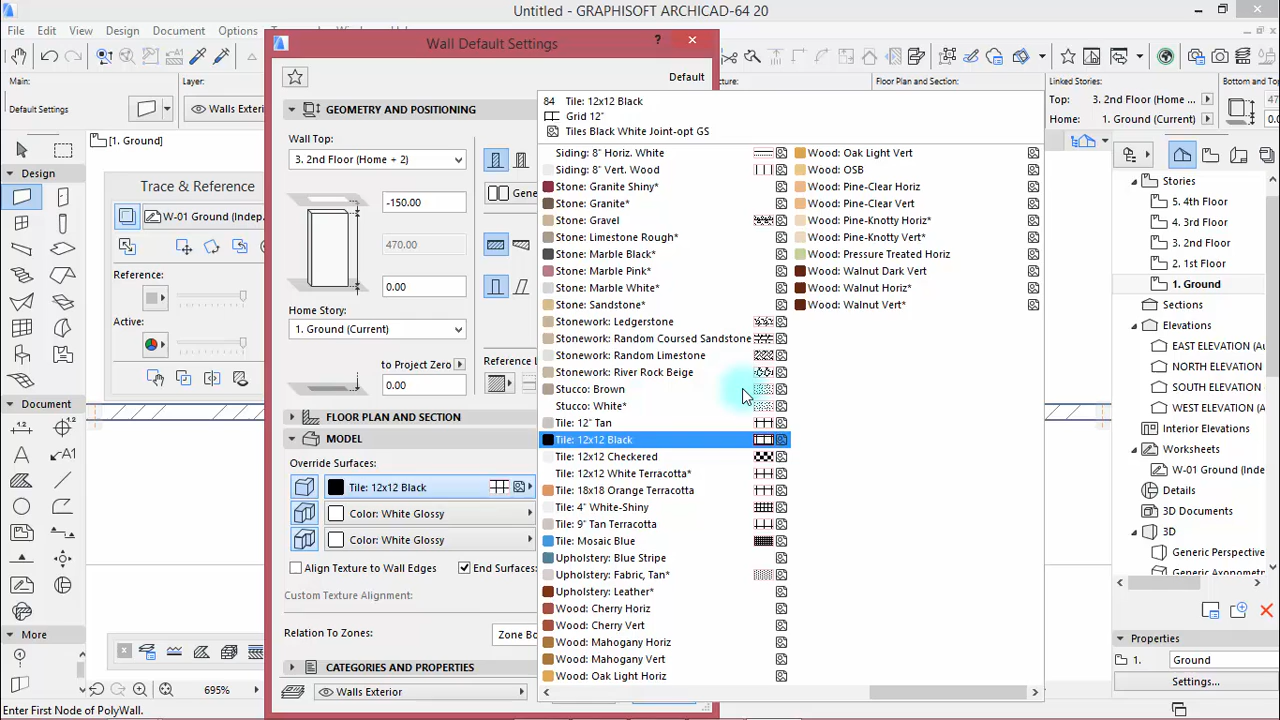 Untitled - GRAPHISOFT ARCHICAD-64 20
File
Edit
View
Design
Document
Options
Main:
Default Settings
Layer:
Walls Exterior
[1. Ground]
Design
Document
More
Trace & Reference
W-01 Ground (Indep.
Reference:
Active:
695%
Enter First Node of PolyWall.
Wall Default Settings
?
Default
GEOMETRY AND POSITIONING
Wall Top:
3. 2nd Floor (Home + 2)
-150.00
470.00
0.00
Home Story:
1. Ground (Current)
to Project Zero
0.00
Gene
Reference L
FLOOR PLAN AND SECTION
MODEL
Override Surfaces:
Tile: 12x12 Black
Color: White Glossy
Color: White Glossy
Align Texture to Wall Edges
End Surfaces:
Custom Texture Alignment:
Relation To Zones:
Zone Bo
CATEGORIES AND PROPERTIES
Walls Exterior
84 Tile: 12x12 Black
Grid 12"
Tiles Black White Joint-opt GS
Siding: 8" Horiz. White
Siding: 8" Vert. Wood
Stone: Granite Shiny*
Stone: Granite*
Stone: Gravel
Stone: Limestone Rough*
Stone: Marble Black*
Stone: Marble Pink*
Stone: Marble White*
Stone: Sandstone*
Stonework: Ledgerstone
Stonework: Random Coursed Sandstone
Stonework: Random Limestone
Stonework: River Rock Beige
Stucco: Brown
Stucco: White*
Tile: 12" Tan
Tile: 12x12 Black
Tile: 12x12 Checkered
Tile: 12x12 White Terracotta*
Tile: 18x18 Orange Terracotta
Tile: 4" White-Shiny
Tile: 9" Tan Terracotta
Tile: Mosaic Blue
Upholstery: Blue Stripe
Upholstery: Fabric, Tan*
Upholstery: Leather*
Wood: Cherry Horiz
Wood: Cherry Vert
Wood: Mahogany Horiz
Wood: Mahogany Vert
Wood: Oak Light Horiz
Wood: Oak Light Vert
Wood: OSB
Wood: Pine-Clear Horiz
Wood: Pine-Clear Vert
Wood: Pine-Knotty Horiz*
Wood: Pine-Knotty Vert*
Wood: Pressure Treated Horiz
Wood: Walnut Dark Vert
Wood: Walnut Horiz*
Wood: Walnut Vert*
Floor Plan and Section:
Linked Stories:
Top:
3. 2nd Floor (Home
Home:
1. Ground (Current)
Bottom and To
Stories
5. 4th Floor
4. 3rd Floor
3. 2nd Floor
2. 1st Floor
1. Ground
Sections
Elevations
EAST ELEVATION (Au
NORTH ELEVATION
SOUTH ELEVATION
WEST ELEVATION
Interior Elevations
Worksheets
W-01 Ground
Details
3D Documents
3D
Generic Perspective
Generic Axonometric
Properties
1.
Ground
Settings...